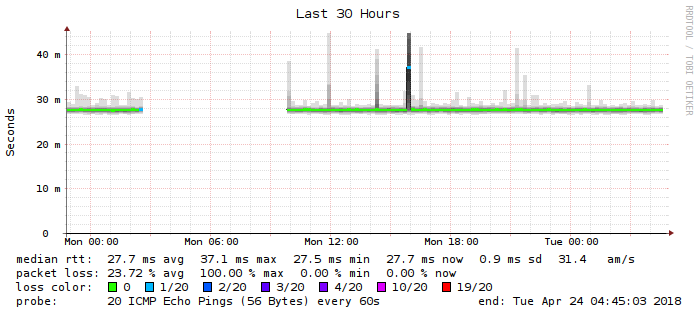 Last 30 Hours
RRDTOOL / TOBI OETIKER
Seconds
40 m
30 m
20 m
10 m
0
Mon 00:00 Mon 06:00 Mon 12:00 Mon 18:00 Tue 00:00
median rtt: 27.7 ms avg 37.1 ms max 27.5 ms min 27.7 ms now 0.9 ms sd 31.4 am/s
packet loss: 23.72 % avg 100.00 % max 0.00 % min 0.00 % now
loss color: 0 1/20 2/20 3/20 4/20 10/20 19/20
probe: 20 ICMP Echo Pings (56 Bytes) every 60s end: Tue Apr 24 04:45:03 2018